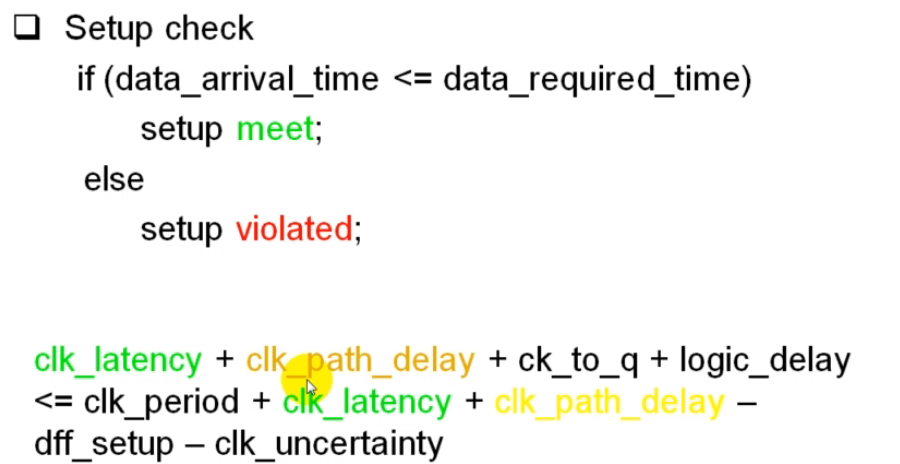 ❑ Setup check
if (data_arrival_time <= data_required_time)
setup meet;
else
setup violated;
clk_latency + clk_path_delay + ck_to_q + logic_delay
<= clk_period + clk_latency + clk_path_delay –
dff_setup – clk_uncertainty